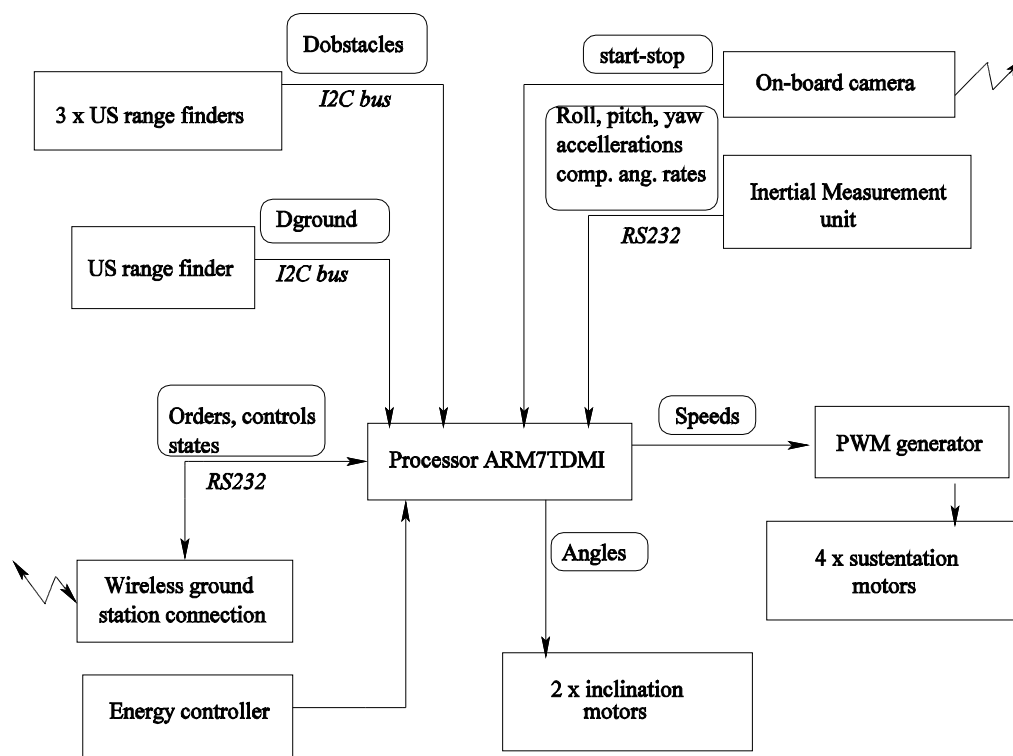 Dobstacles
start-stop
I2C bus
3 x US range finders
On-board camera
Roll, pitch, yaw
accellerations
comp. ang. rates
Inertial Measurement
unit
Dground
RS232
US range finder
I2C bus
Orders, controls
states
Speeds
RS232
Processor ARM7TDMI
PWM generator
Angles
4 x sustentation
motors
Wireless ground
station connection
2 x inclination
motors
Energy controller